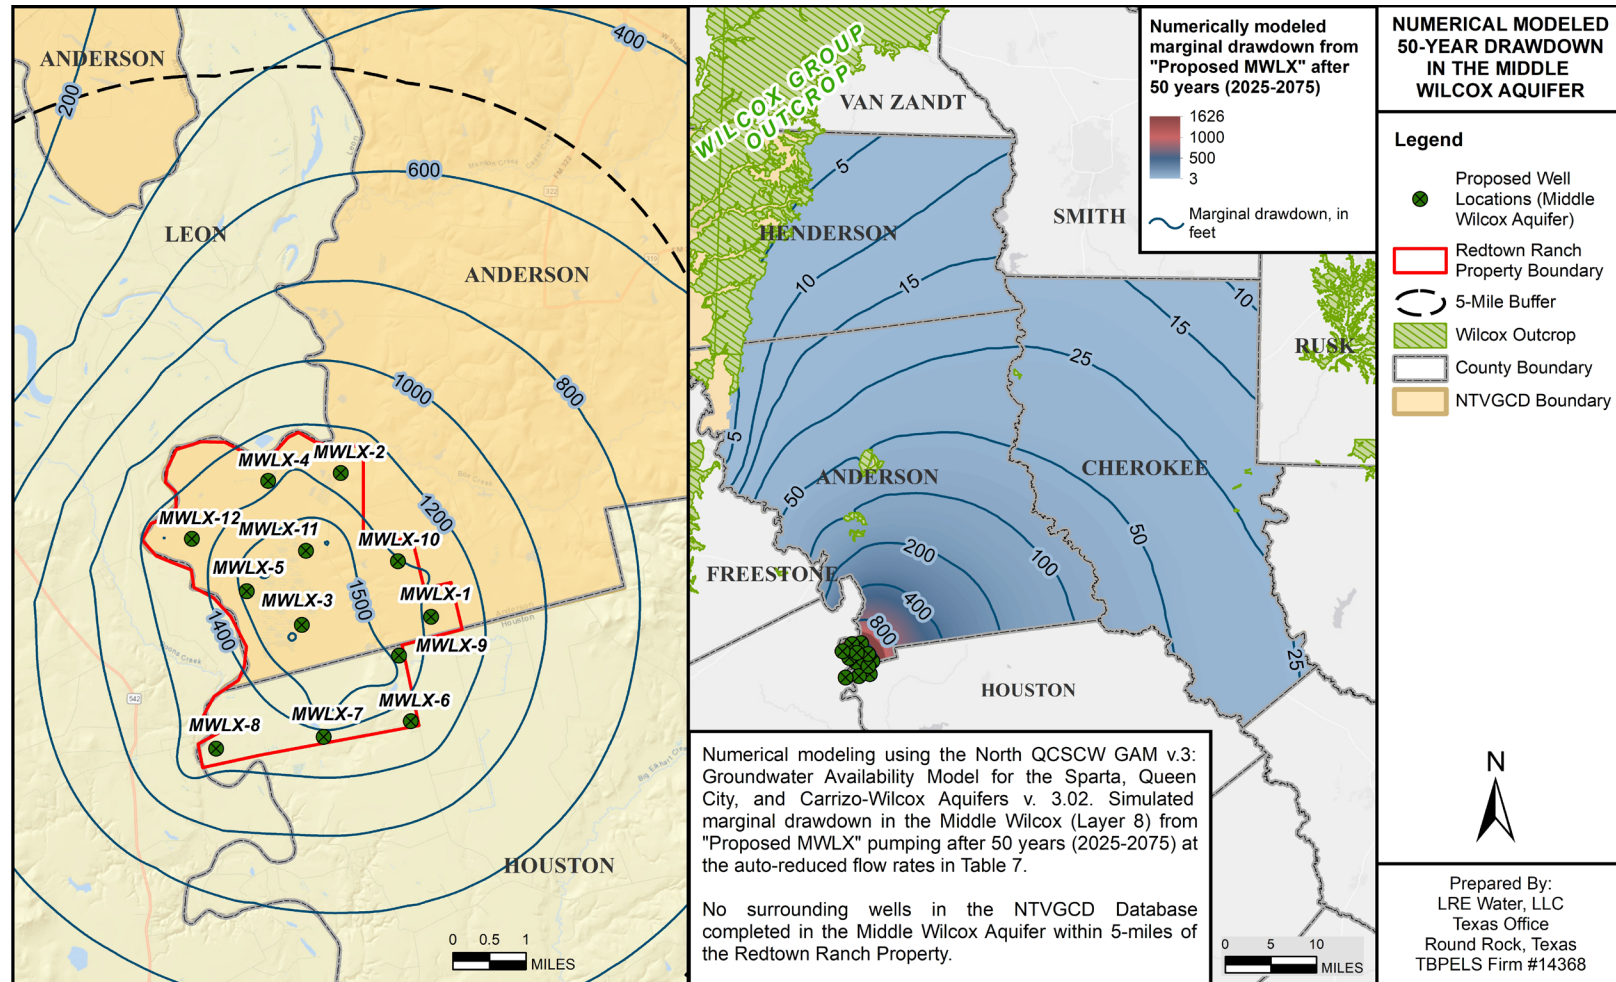 ANDERSON
400
200
600
LEON
ANDERSON
800
1000
1200
MWLX-2
MWLX-4
MWLX-12
MWLX-11
MWLX-10
MWLX-5
MWLX-3
1500
MWLX-1
1400
MWLX-9
MWLX-6
MWLX-7
MWLX-8
Anderson
Houston
542
322
FM 322
HOUSTON
0 0.5 1
MILES
WILCOX GROUP
OUTCROP
VAN ZANDT
5
HENDERSON
SMITH
10
15
10
15
25
RUSK
5
ANDERSON
CHEROKEE
50
50
200
100
FREESTONE
400
800
25
HOUSTON
Numerically modeled
marginal drawdown from
"Proposed MWLX" after
50 years (2025-2075)
1626
1000
500
3
Marginal drawdown, in
feet
Numerical modeling using the North QCSCW GAM v.3:
Groundwater Availability Model for the Sparta, Queen
City, and Carrizo-Wilcox Aquifers v. 3.02. Simulated
marginal drawdown in the Middle Wilcox (Layer 8) from
"Proposed MWLX" pumping after 50 years (2025-2075) at
the auto-reduced flow rates in Table 7.
No surrounding wells in the NTVGCD Database
completed in the Middle Wilcox Aquifer within 5-miles of
the Redtown Ranch Property.
0 5 10
MILES
NUMERICAL MODELED
50-YEAR DRAWDOWN
IN THE MIDDLE
WILCOX AQUIFER
Legend
Proposed Well
Locations (Middle
Wilcox Aquifer)
Redtown Ranch
Property Boundary
5-Mile Buffer
Wilcox Outcrop
County Boundary
NTVGCD Boundary
N
Prepared By:
LRE Water, LLC
Texas Office
Round Rock, Texas
TBPELS Firm #14368